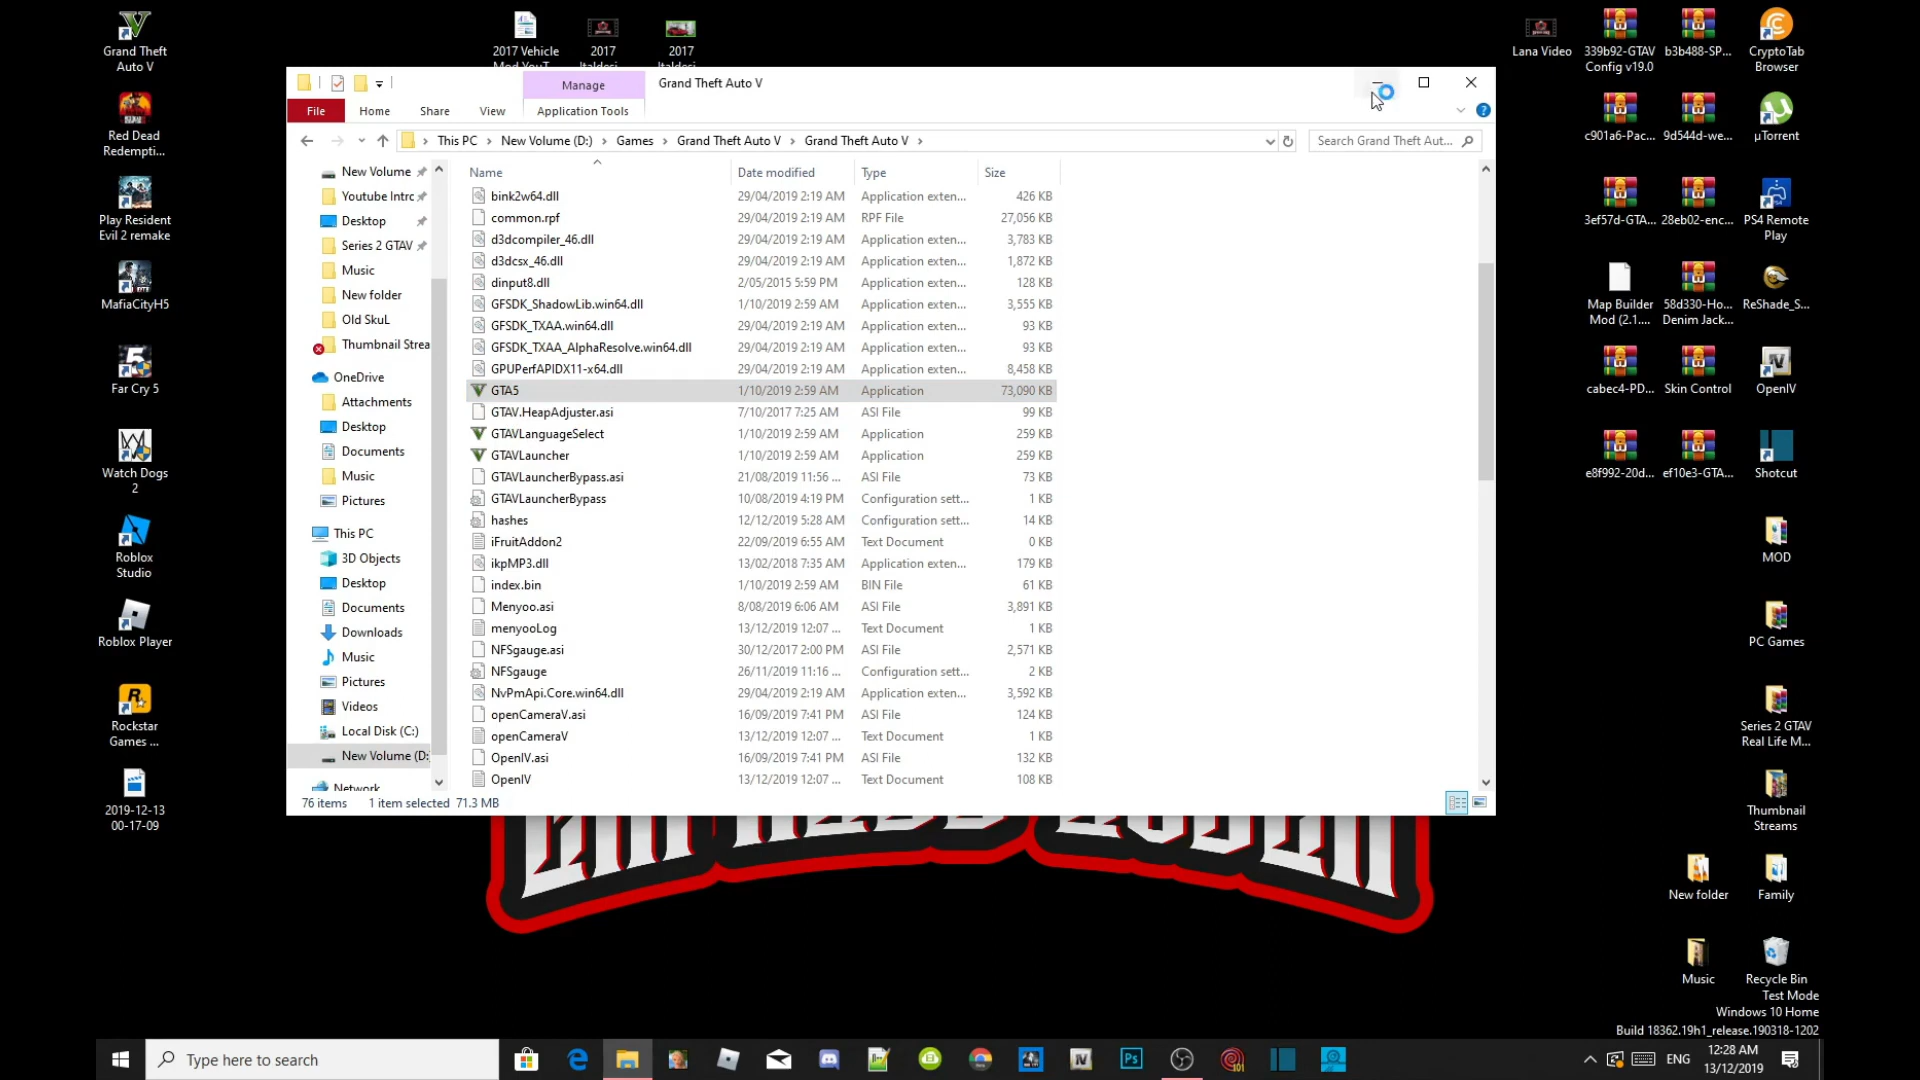 Grand Theft
Auto V
Red Dead
Redempti...
Play Resident
Evil 2 remake
MafiaCityH5
Far Cry 5
Watch Dogs
2
Roblox
Studio
Roblox Player
Rockstar
Games ...
2019-12-13
00-17-09
2017 Vehicle
2017
2017
Manage
Grand Theft Auto V
File
Home
Share
View
Application Tools
This PC
New Volume (D:)
Games
Grand Theft Auto V
Grand Theft Auto V
Search Grand Theft Aut...
New Volume
Youtube Intrc
Desktop
Series 2 GTAV
Music
New folder
Old SkuL
Thumbnail Strea
OneDrive
Attachments
Desktop
Documents
Music
Pictures
This PC
3D Objects
Desktop
Documents
Downloads
Music
Pictures
Videos
Local Disk (C:)
New Volume (D:
Network
Name Date modified Type Size
bink2w64.dll 29/04/2019 2:19 AM Application exten... 426 KB
common.rpf 29/04/2019 2:19 AM RPF File 27,056 KB
d3dcompiler_46.dll 29/04/2019 2:19 AM Application exten... 3,783 KB
d3dcsx_46.dll 29/04/2019 2:19 AM Application exten... 1,872 KB
dinput8.dll 2/05/2015 5:59 PM Application exten... 128 KB
GFSDK_ShadowLib.win64.dll 1/10/2019 2:59 AM Application exten... 3,555 KB
GFSDK_TXAA.win64.dll 29/04/2019 2:19 AM Application exten... 93 KB
GFSDK_TXAA_AlphaResolve.win64.dll 29/04/2019 2:19 AM Application exten... 93 KB
GPUPerfAPIDX11-x64.dll 29/04/2019 2:19 AM Application exten... 8,458 KB
GTA5 1/10/2019 2:59 AM Application 73,090 KB
GTAV.HeapAdjuster.asi 7/10/2017 7:25 AM ASI File 99 KB
GTAVLanguageSelect 1/10/2019 2:59 AM Application 259 KB
GTAVLauncher 1/10/2019 2:59 AM Application 259 KB
GTAVLauncherBypass.asi 21/08/2019 11:56 ... ASI File 73 KB
GTAVLauncherBypass 10/08/2019 4:19 PM Configuration sett... 1 KB
hashes 12/12/2019 5:28 AM Configuration sett... 14 KB
iFruitAddon2 22/09/2019 6:55 AM Text Document 0 KB
ikpMP3.dll 13/02/2018 7:35 AM Application exten... 179 KB
index.bin 1/10/2019 2:59 AM BIN File 61 KB
Menyoo.asi 8/08/2019 6:06 AM ASI File 3,891 KB
menyooLog 13/12/2019 12:07 ... Text Document 1 KB
NFSgauge.asi 30/12/2017 2:00 PM ASI File 2,571 KB
NFSgauge 26/11/2019 11:16 ... Configuration sett... 2 KB
NvPmApi.Core.win64.dll 29/04/2019 2:19 AM Application exten... 3,592 KB
openCameraV.asi 16/09/2019 7:41 PM ASI File 124 KB
openCameraV 13/12/2019 12:07 ... Text Document 1 KB
OpenIV.asi 16/09/2019 7:41 PM ASI File 132 KB
OpenIV 13/12/2019 12:07 ... Text Document 108 KB
76 items 1 item selected 71.3 MB
Lana Video
339b92-GTAV
Config v19.0
b3b488-SP...
CryptoTab
Browser
c901a6-Pac...
9d544d-we...
µTorrent
3ef57d-GTA...
28eb02-enc...
PS4 Remote
Play
Map Builder
Mod (2.1....
58d330-Ho...
Denim Jack...
ReShade_S...
cabec4-PD...
Skin Control
OpenIV
e8f992-20d...
ef10e3-GTA...
Shotcut
MOD
PC Games
Series 2 GTAV
Real Life M...
Thumbnail
Streams
New folder
Family
Music
Recycle Bin
Test Mode
Windows 10 Home
Build 18362.19h1_release.190318-1202
Type here to search
ENG
12:28 AM
13/12/2019